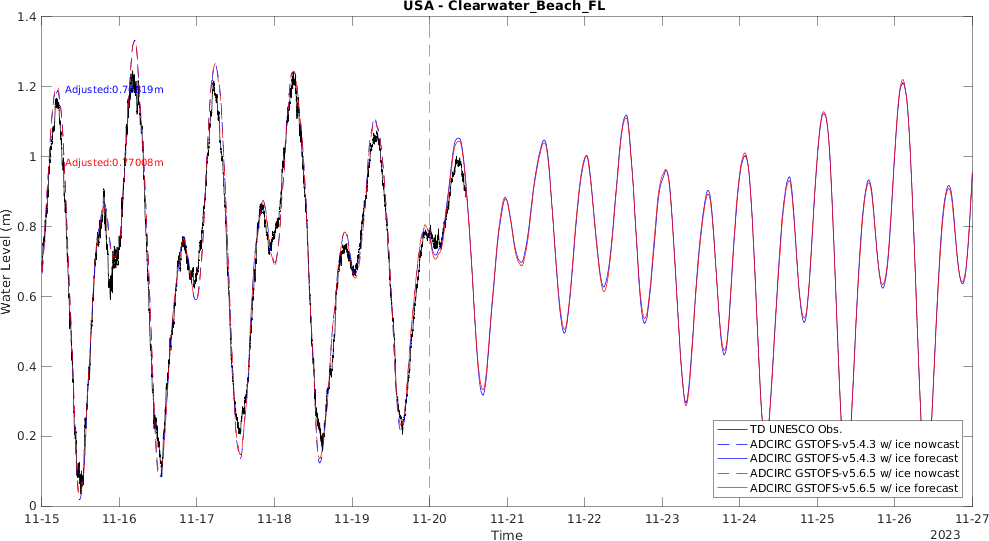 USA - Clearwater_Beach_FL
Water Level (m)
1.4
1.2
1
0.8
0.6
0.4
0.2
0
Adjusted:0.77008m
TD UNESCO Obs.
ADCIRC GSTOFS-v5.4.3 w/ ice nowcast
ADCIRC GSTOFS-v5.4.3 w/ ice forecast
ADCIRC GSTOFS-v5.6.5 w/ ice nowcast
ADCIRC GSTOFS-v5.6.5 w/ ice forecast
11-15 11-16 11-17 11-18 11-19 11-20 11-21 11-22 11-23 11-24 11-25 11-26 11-27
Time
2023